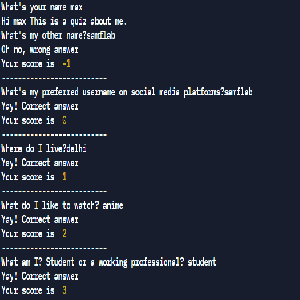 What's your name max
Hi max This is a quiz about me.
What's my other name?samflab
Oh no, wrong answer
Your score is  -1
--------------------------
What's my preferred username on social media platforms?samflab
Yay! Correct answer
Your score is  0
--------------------------
Where do I live?delhi
Yay! Correct answer
Your score is  1
--------------------------
What do I like to watch? anime
Yay! Correct answer
Your score is  2
--------------------------
What am I? Student or a working professional? student
Yay! Correct answer
Your score is  3